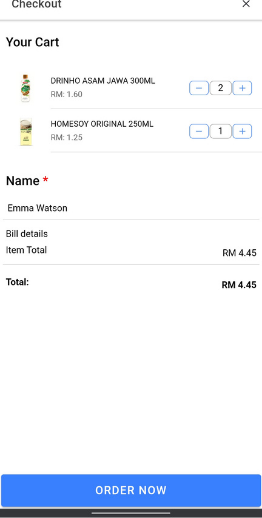 Checkout
Your Cart
DRINHO ASAM JAWA 300ML
RM: 1.60
2
HOMESOY ORIGINAL 250ML
RM: 1.25
1
Name *
Emma Watson
Bill details
Item Total RM 4.45
Total: RM 4.45
ORDER NOW